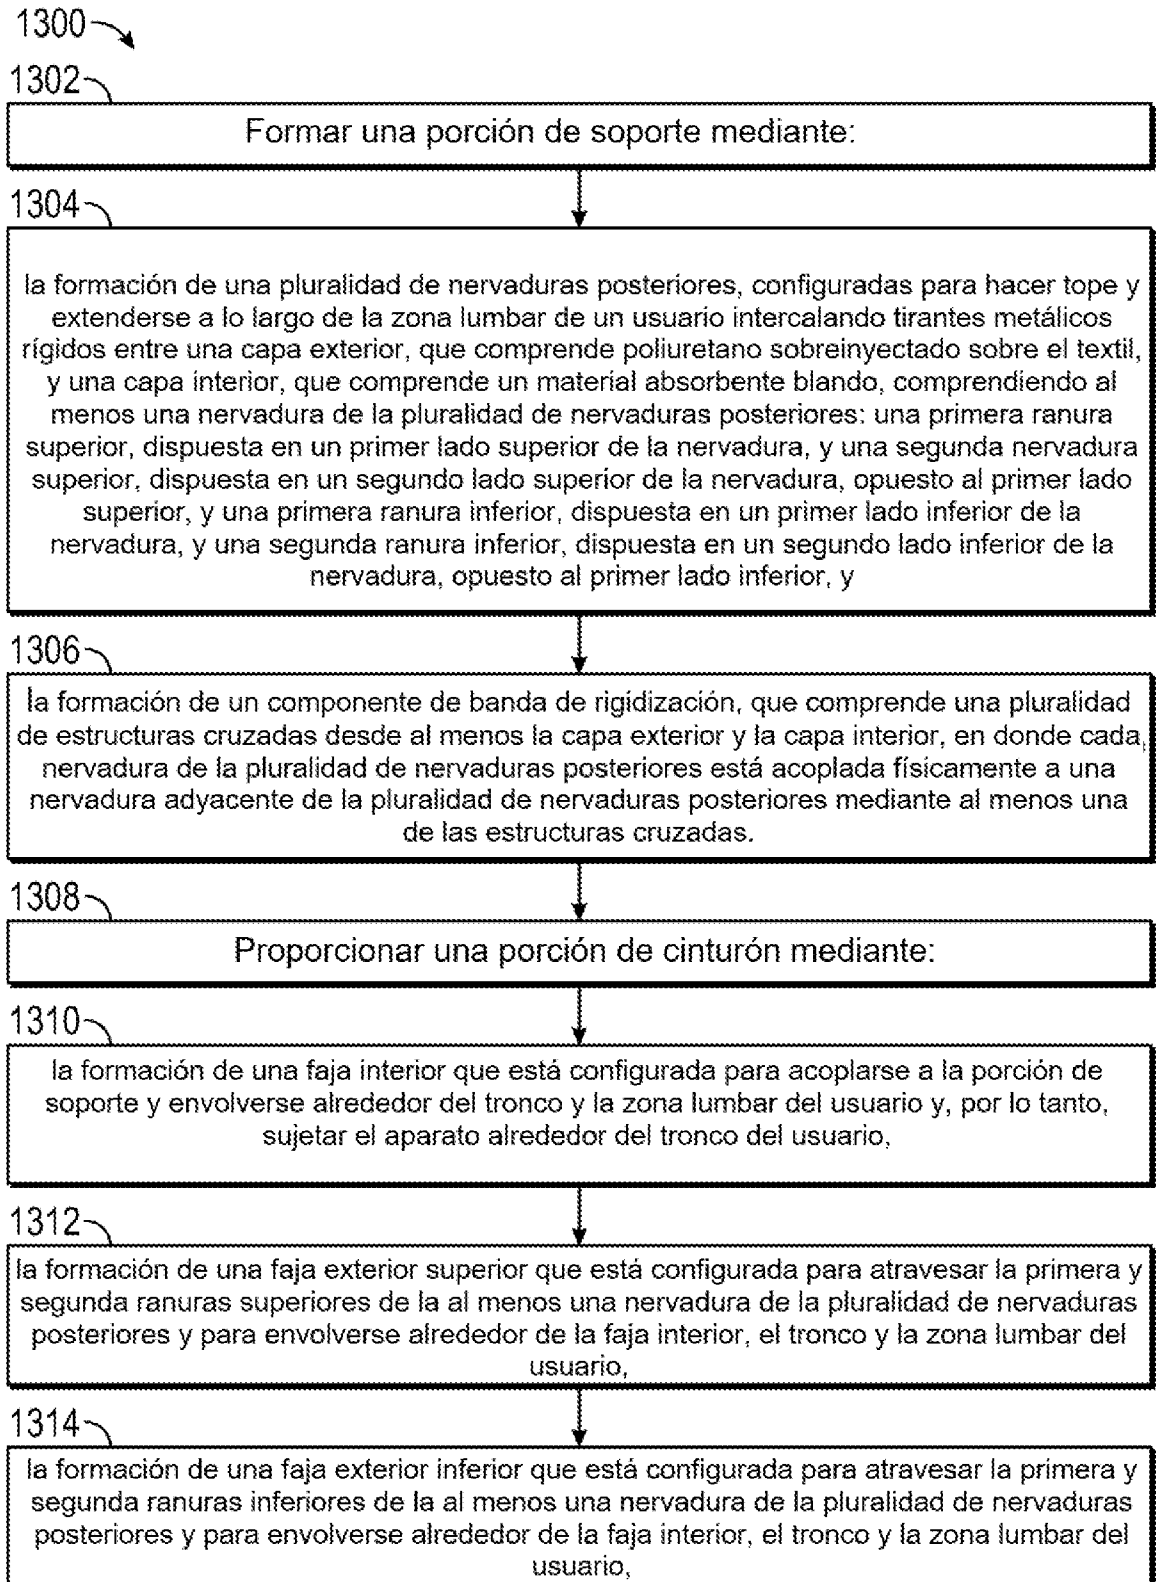 1300
1302
Formar una porción de soporte mediante:
1304
la formación de una pluralidad de nervaduras posteriores, configuradas para hacer tope y
extenderse a lo largo de la zona lumbar de un usuario intercalando tirantes metálicos
rígidos entre una capa exterior, que comprende poliuretano sobreinyectado sobre el textil,
y una capa interior, que comprende un material absorbente blando, comprendiendo al
menos una nervadura de la pluralidad de nervaduras posteriores: una primera ranura
superior, dispuesta en un primer lado superior de la nervadura, y una segunda nervadura
superior, dispuesta en un segundo lado superior de la nervadura, opuesto al primer lado
superior, y una primera ranura inferior, dispuesta en un primer lado inferior de la
nervadura, y una segunda ranura inferior, dispuesta en un segundo lado inferior de la
nervadura, opuesto al primer lado inferior, y
1306
la formación de un componente de banda de rigidización, que comprende una pluralidad
de estructuras cruzadas desde al menos la capa exterior y la capa interior, en donde cada,
nervadura de la pluralidad de nervaduras posteriores está acoplada físicamente a una
nervadura adyacente de la pluralidad de nervaduras posteriores mediante al menos una
de las estructuras cruzadas.
1308
Proporcionar una porción de cinturón mediante:
1310
la formación de una faja interior que está configurada para acoplarse a la porción de
soporte y envolverse alrededor del tronco y la zona lumbar del usuario y, por lo tanto,
sujetar el aparato alrededor del tronco del usuario,
1312
la formación de una faja exterior superior que está configurada para atravesar la primera y
segunda ranuras superiores de la al menos una nervadura de la pluralidad de nervaduras
posteriores y para envolverse alrededor de la faja interior, el tronco y la zona lumbar del
usuario,
1314
la formación de una faja exterior inferior que está configurada para atravesar la primera y
segunda ranuras inferiores de la al menos una nervadura de la pluralidad de nervaduras
posteriores y para envolverse alrededor de la faja interior, el tronco y la zona lumbar del
usuario,